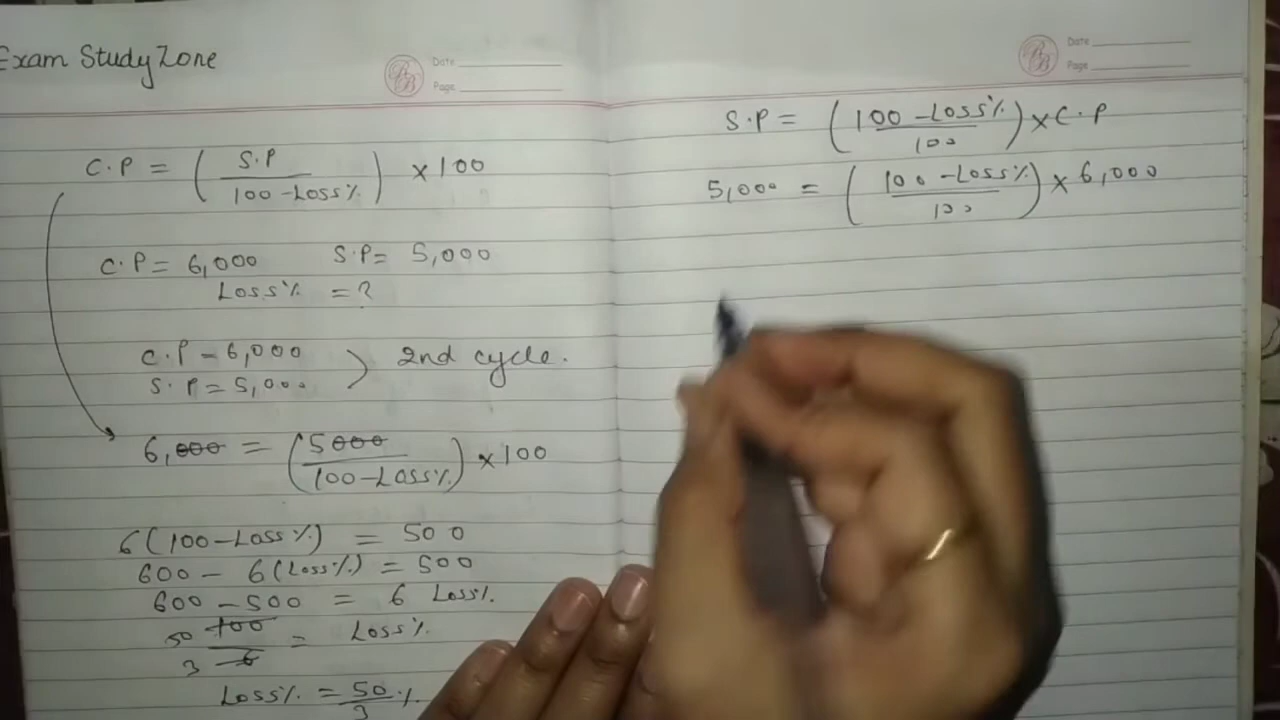 Exam Study Zone
Date
Page
C.P = ( S.P / 100 - Loss% ) × 100
C.P = 6,000 S.P = 5,000
Loss% = ?
C.P - 6,000
S.P = 5,000 ) 2nd cycle.
6,000 = ( 5000 / 100 - Loss% ) × 100
6(100 - Loss%) = 500
600 - 6(Loss%) = 500
600 - 500 = 6 Loss%
50 100 / 3 6 = Loss%
Loss% = 50/3 %
Date
Page
S.P = ( 100 - Loss% / 100 ) × C.P
5,000 = ( 100 - Loss% / 100 ) × 6,000